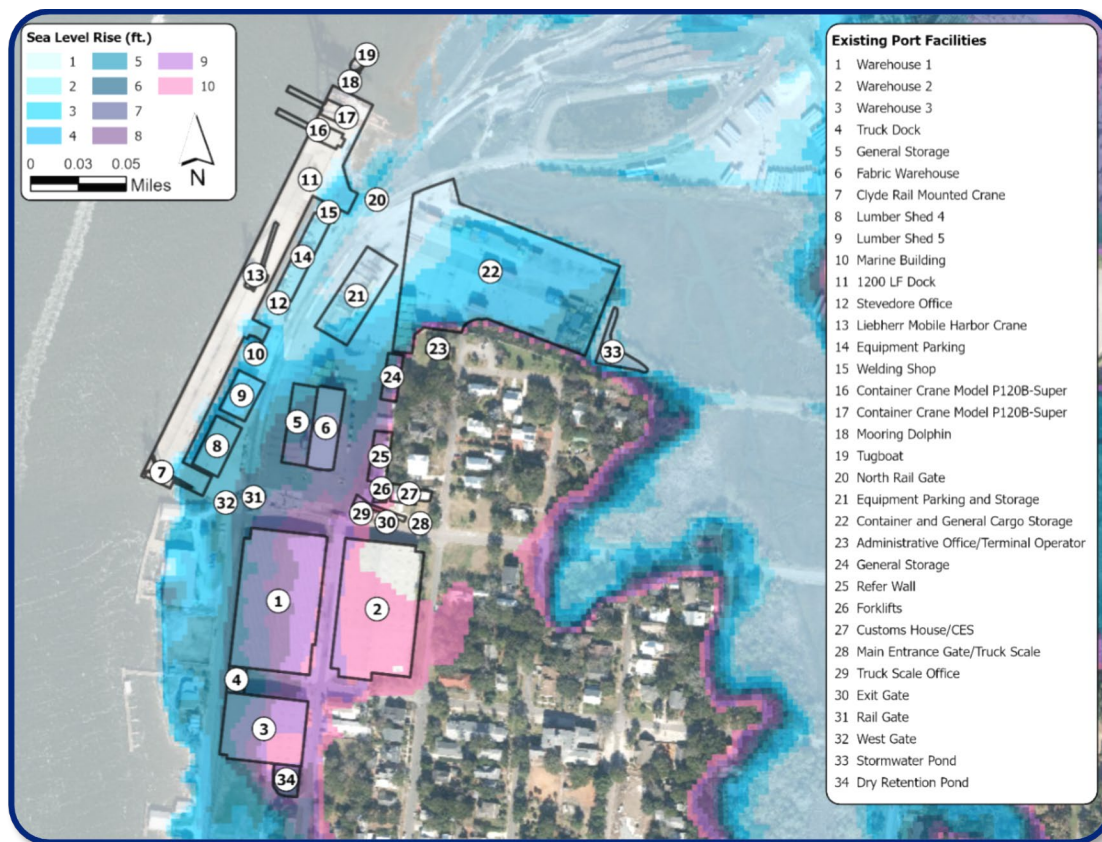 Sea Level Rise (ft.)
1 5 9
2 6 10
3 7
4 8
0 0.03 0.05
Miles
N
19
18
17
16
11
20
15
14
22
13
21
12
33
23
10
24
9
5
6
8
25
7
26
27
32
31
29
30
28
1
2
4
3
34
Existing Port Facilities
1 Warehouse 1
2 Warehouse 2
3 Warehouse 3
4 Truck Dock
5 General Storage
6 Fabric Warehouse
7 Clyde Rail Mounted Crane
8 Lumber Shed 4
9 Lumber Shed 5
10 Marine Building
11 1200 LF Dock
12 Stevedore Office
13 Liebherr Mobile Harbor Crane
14 Equipment Parking
15 Welding Shop
16 Container Crane Model P120B-Super
17 Container Crane Model P120B-Super
18 Mooring Dolphin
19 Tugboat
20 North Rail Gate
21 Equipment Parking and Storage
22 Container and General Cargo Storage
23 Administrative Office/Terminal Operator
24 General Storage
25 Refer Wall
26 Forklifts
27 Customs House/CES
28 Main Entrance Gate/Truck Scale
29 Truck Scale Office
30 Exit Gate
31 Rail Gate
32 West Gate
33 Stormwater Pond
34 Dry Retention Pond